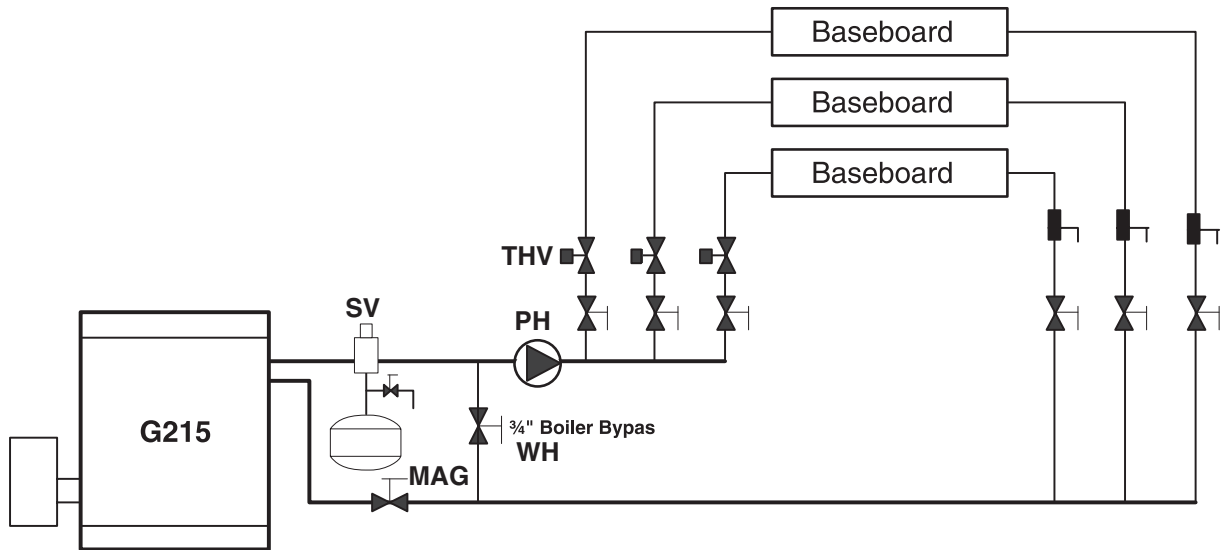 Baseboard
Baseboard
Baseboard
THV
SV
PH
G215
¾" Boiler Bypas
WH
MAG